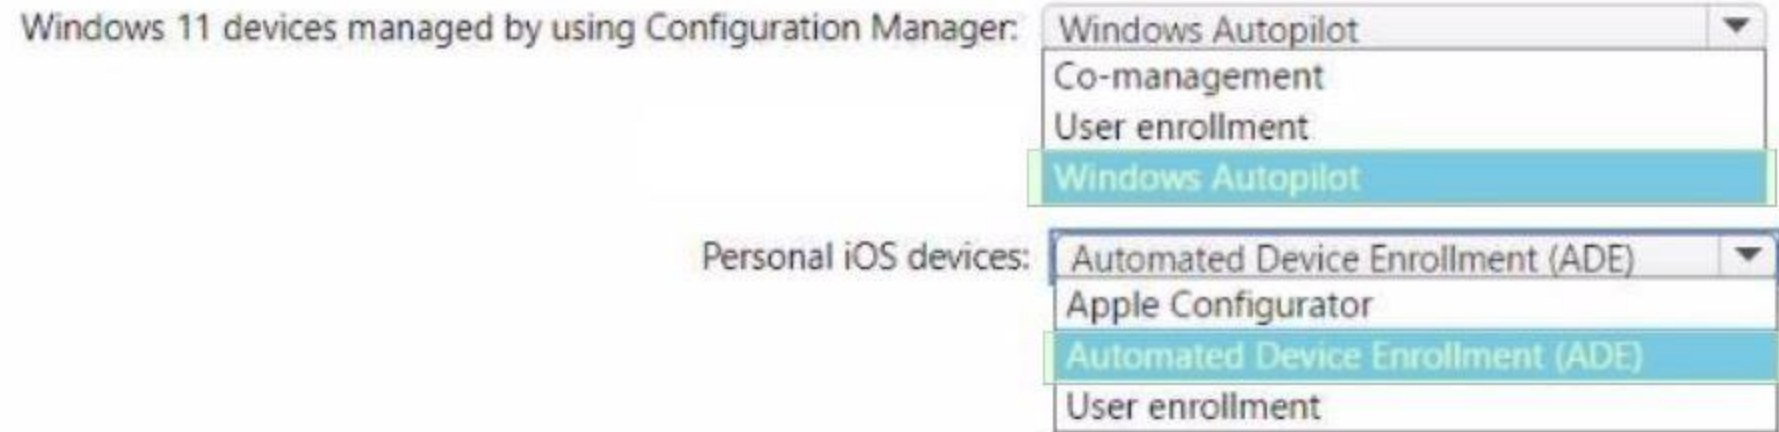 Windows 11 devices managed by using Configuration Manager: Windows Autopilot
Co-management
User enrollment
Windows Autopilot
Personal iOS devices: Automated Device Enrollment (ADE)
Apple Configurator
Automated Device Enrollment (ADE)
User enrollment